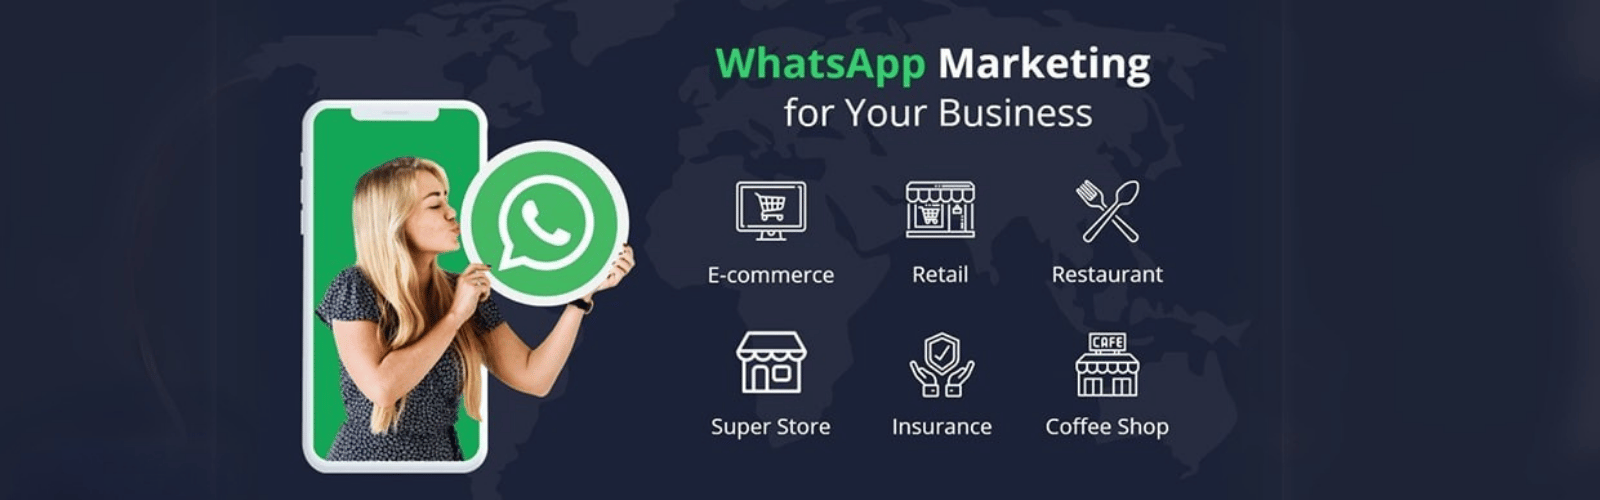 WhatsApp Marketing
for Your Business
E-commerce
Retail
Restaurant
CAFE
Super Store
Insurance
Coffee Shop